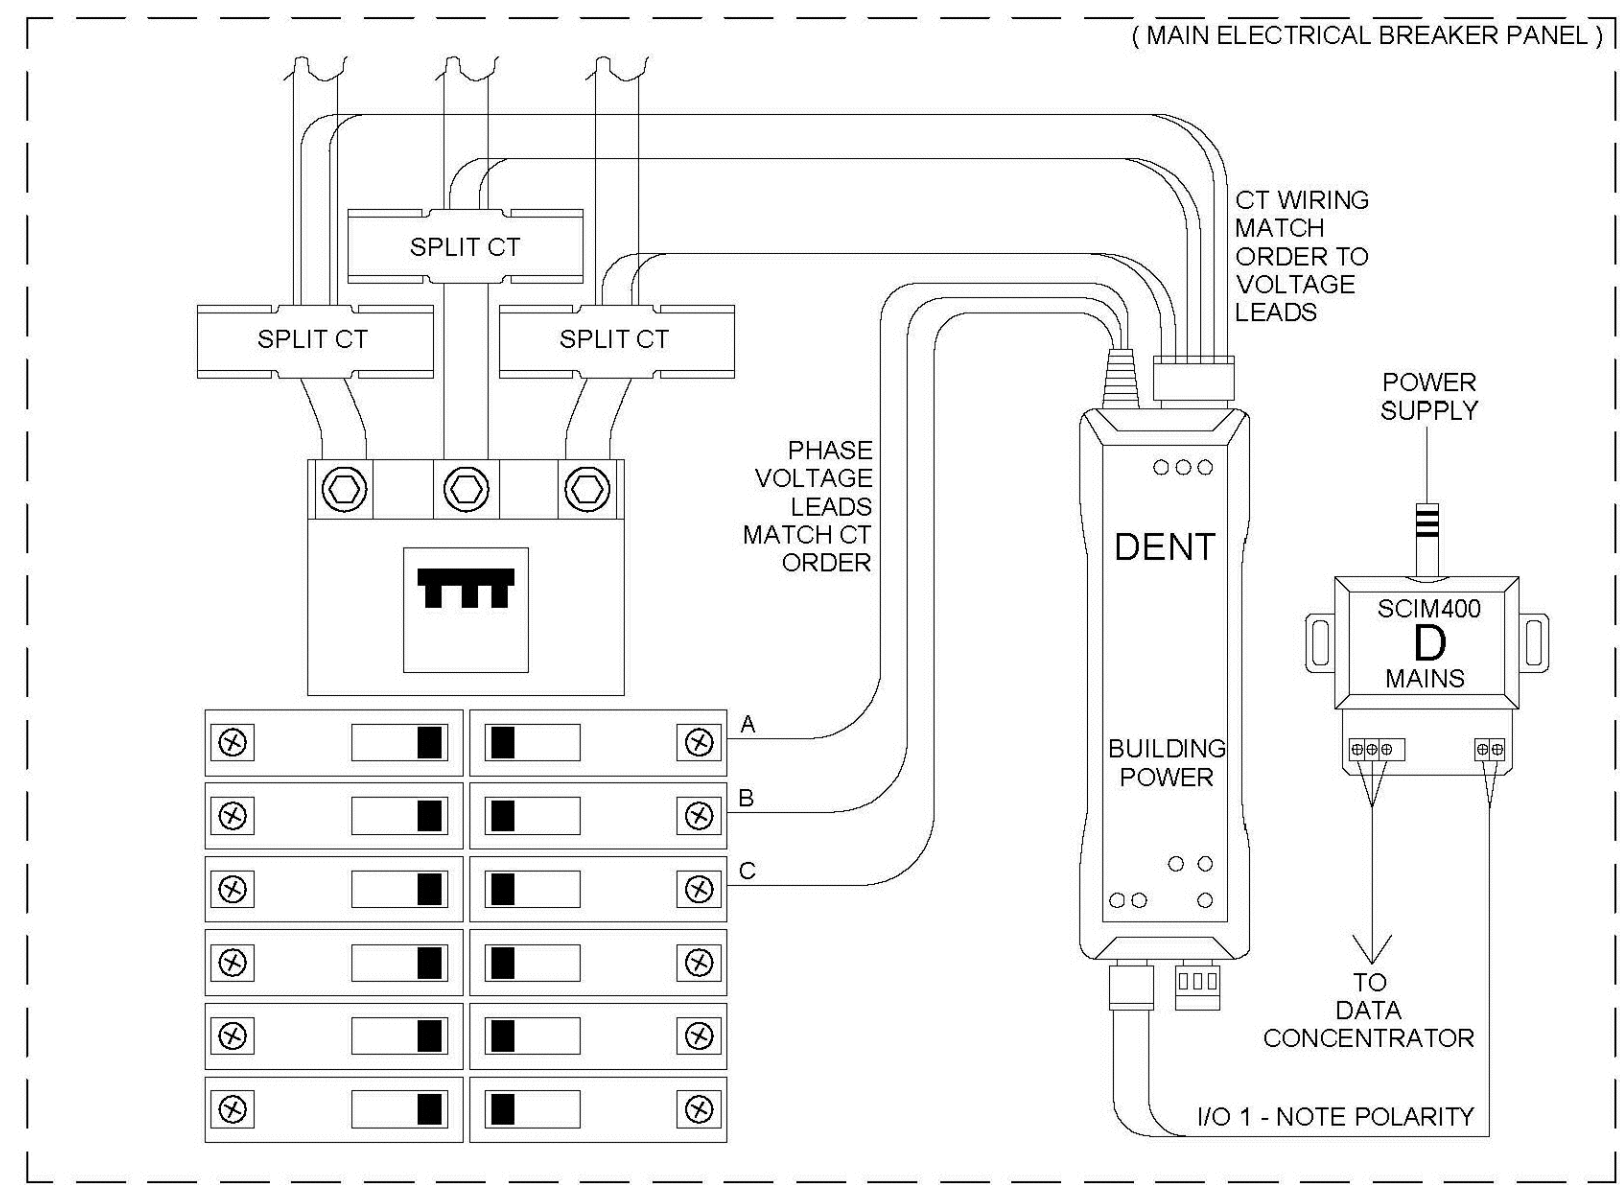 ( MAIN ELECTRICAL BREAKER PANEL )
CT WIRING
MATCH
ORDER TO
VOLTAGE
LEADS
SPLIT CT
SPLIT CT
SPLIT CT
POWER
SUPPLY
PHASE
VOLTAGE
LEADS
MATCH CT
ORDER
DENT
SCIM400
D
MAINS
A
B
C
BUILDING
POWER
TO
DATA
CONCENTRATOR
I/O 1 - NOTE POLARITY